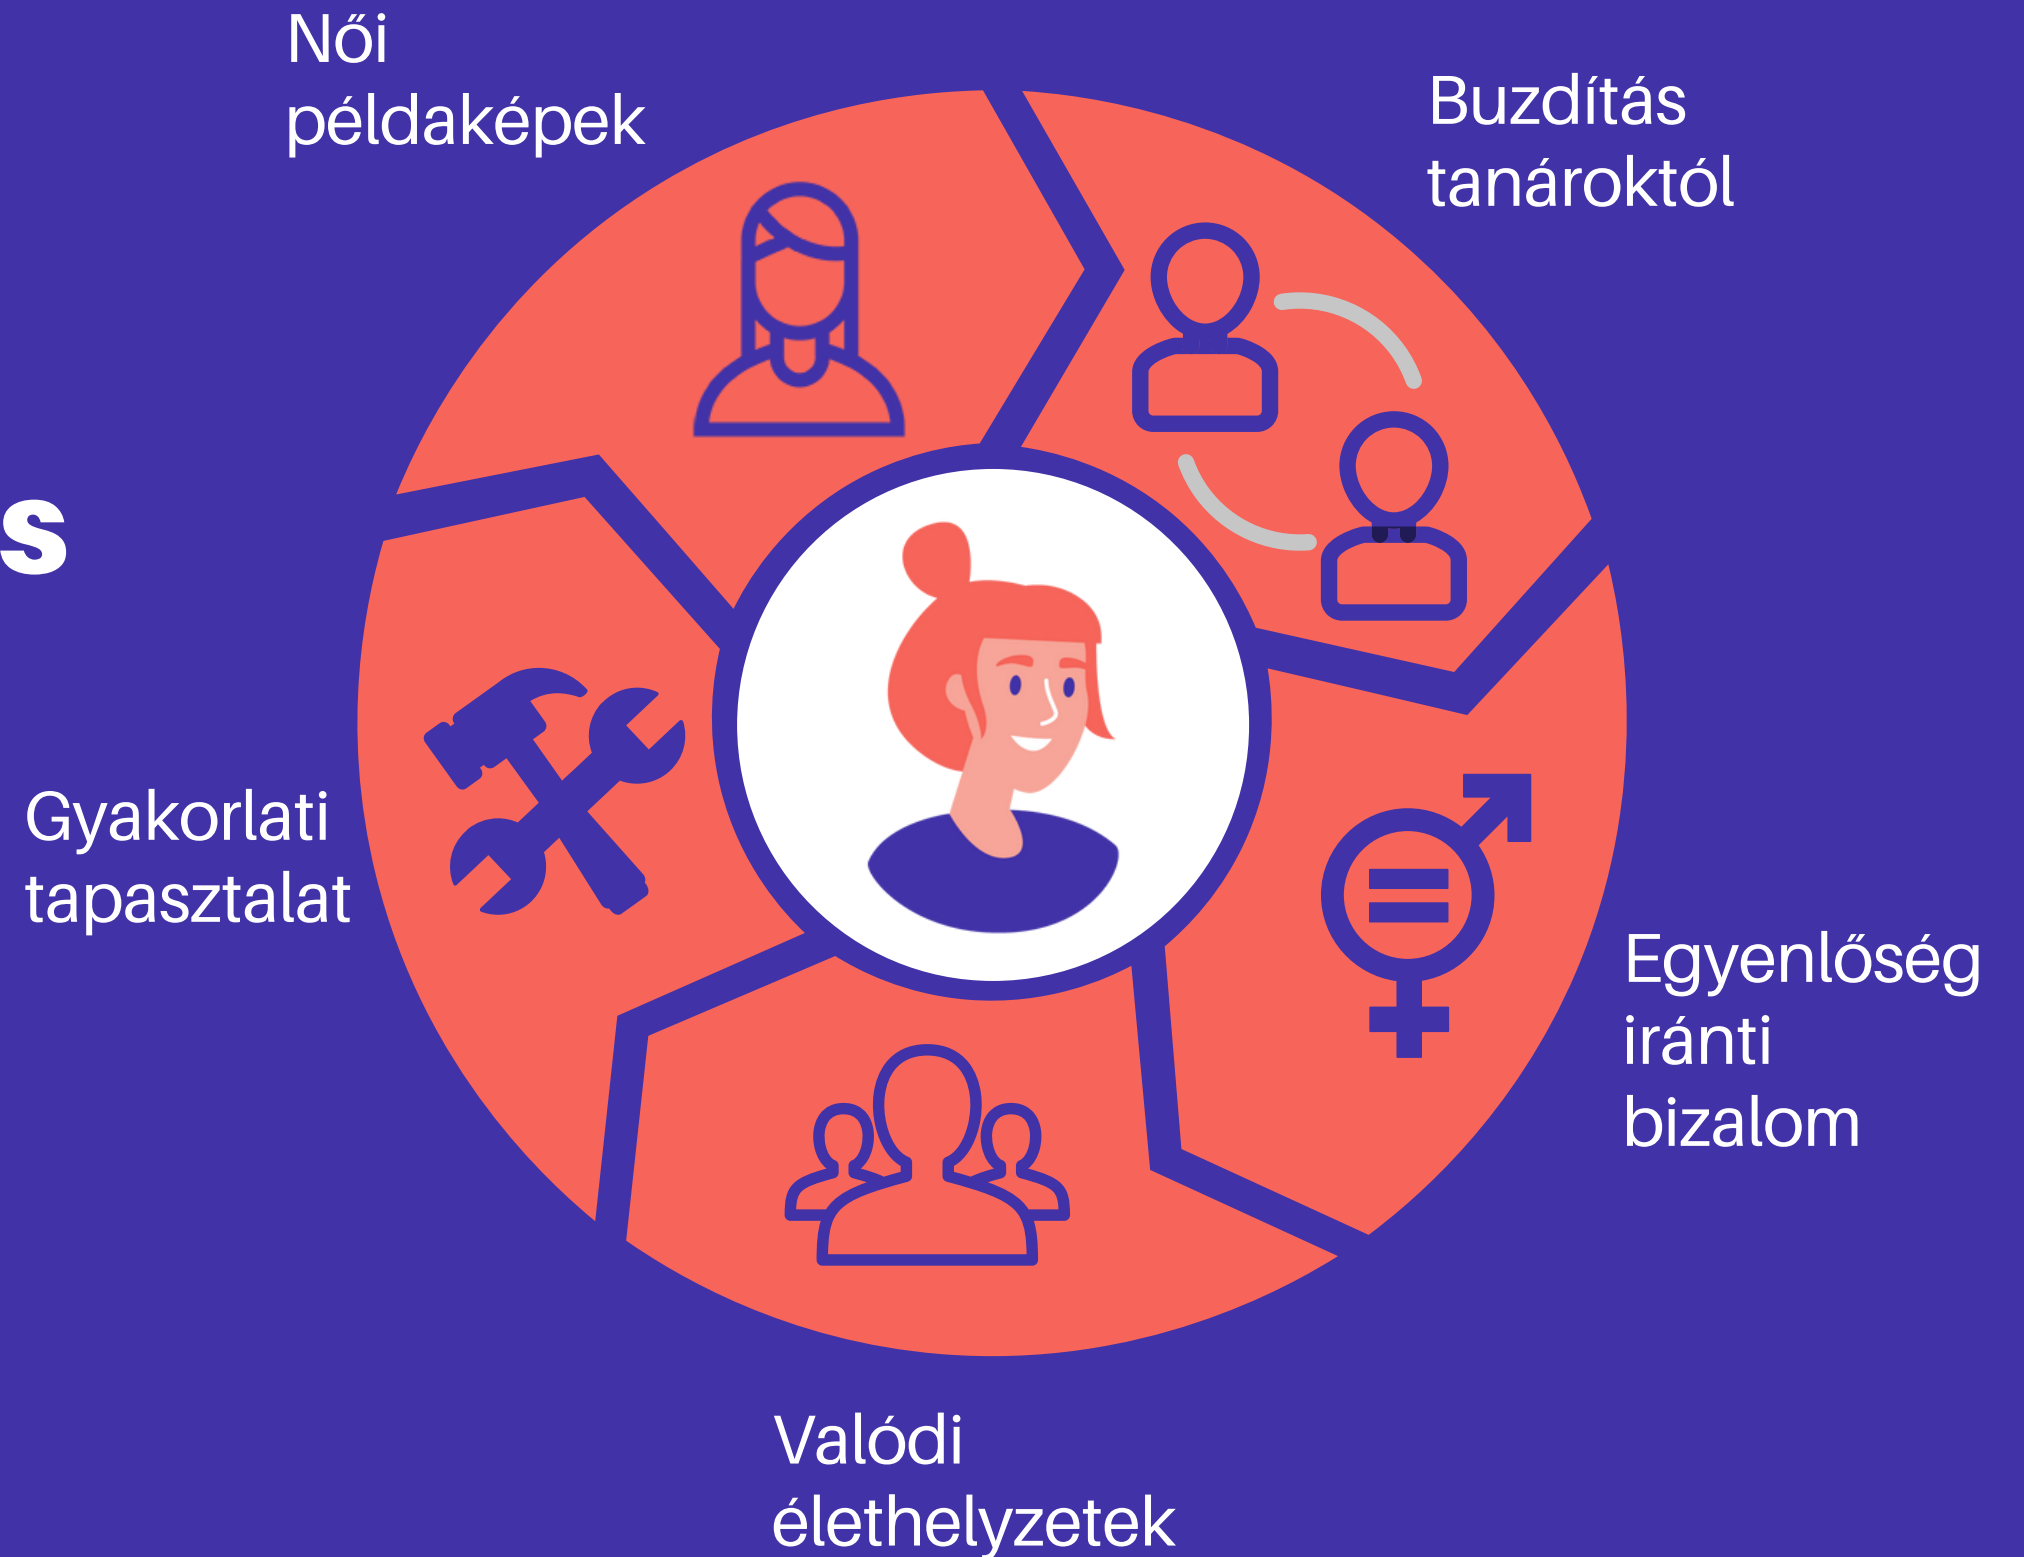 Női
példaképek
Buzdítás
tanároktól
s
Gyakorlati
tapasztalat
Egyenlőség
iránti
bizalom
Valódi
élethelyzetek